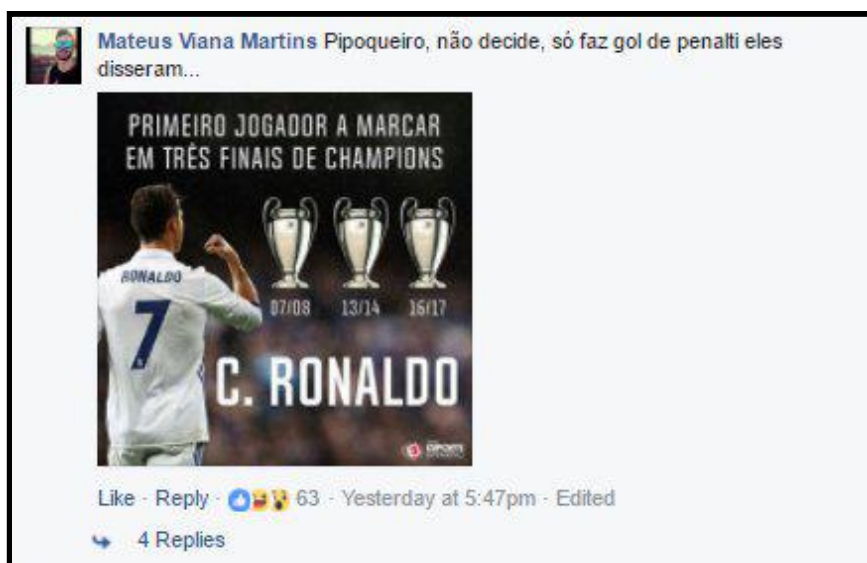 Mateus Viana Martins Pipoqueiro, não decide, só faz gol de penalti eles
disseram...
PRIMEIRO JOGADOR A MARCAR
EM TRÊS FINAIS DE CHAMPIONS
RONALDO
7
07/08 13/14 16/17
C. RONALDO
Like · Reply · 63 · Yesterday at 5:47pm · Edited
4 Replies